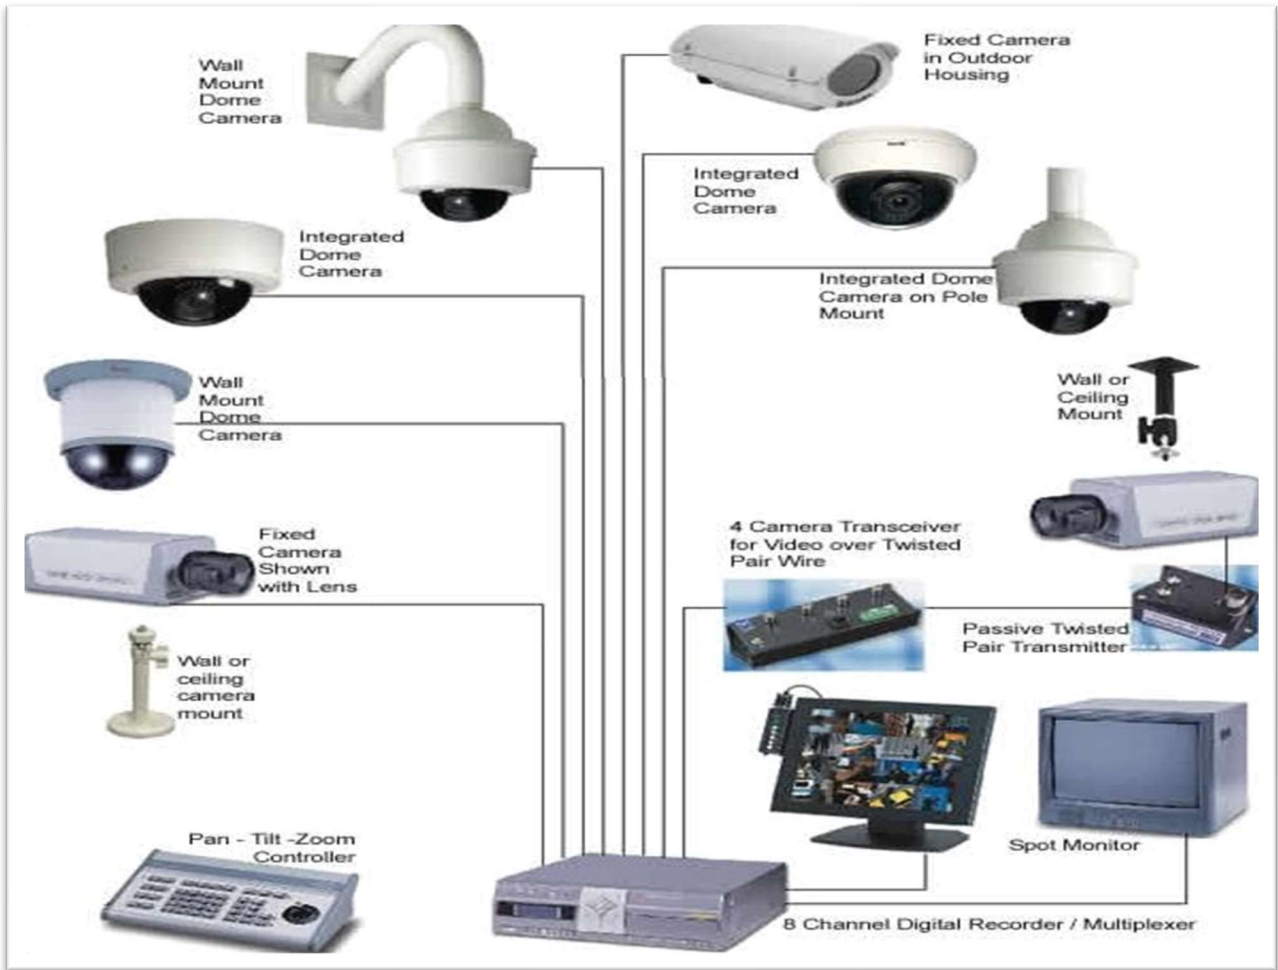 Wall
Mount
Dome
Camera
Fixed Camera
in Outdoor
Housing
Integrated
Dome
Camera
Integrated
Dome
Camera
Integrated Dome
Camera on Pole
Mount
Wall
Mount
Dome
Camera
Wall or
Ceiling
Mount
Fixed
Camera
Shown
with Lens
4 Camera Transceiver
for Video over Twisted
Pair Wire
Passive Twisted
Pair Transmitter
Wall or
ceiling
camera
mount
Pan - Tilt -Zoom
Controller
Spot Monitor
8 Channel Digital Recorder / Multiplexer